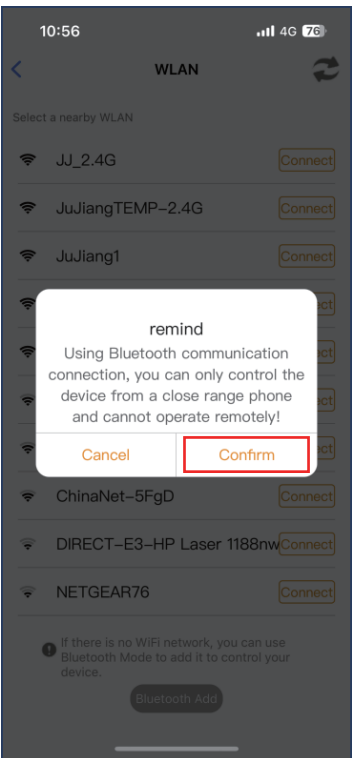 10:56
4G 76
WLAN
Select a nearby WLAN
JJ_2.4G Connect
JuJiangTEMP-2.4G Connect
JuJiang1 Connect
remind
Using Bluetooth communication
connection, you can only control the
device from a close range phone
and cannot operate remotely!
Cancel Confirm
ChinaNet-5FgD Connect
DIRECT-E3-HP Laser 1188nw Connect
NETGEAR76 Connect
If there is no WiFi network, you can use
Bluetooth Mode to add it to control your
device.
Bluetooth Add